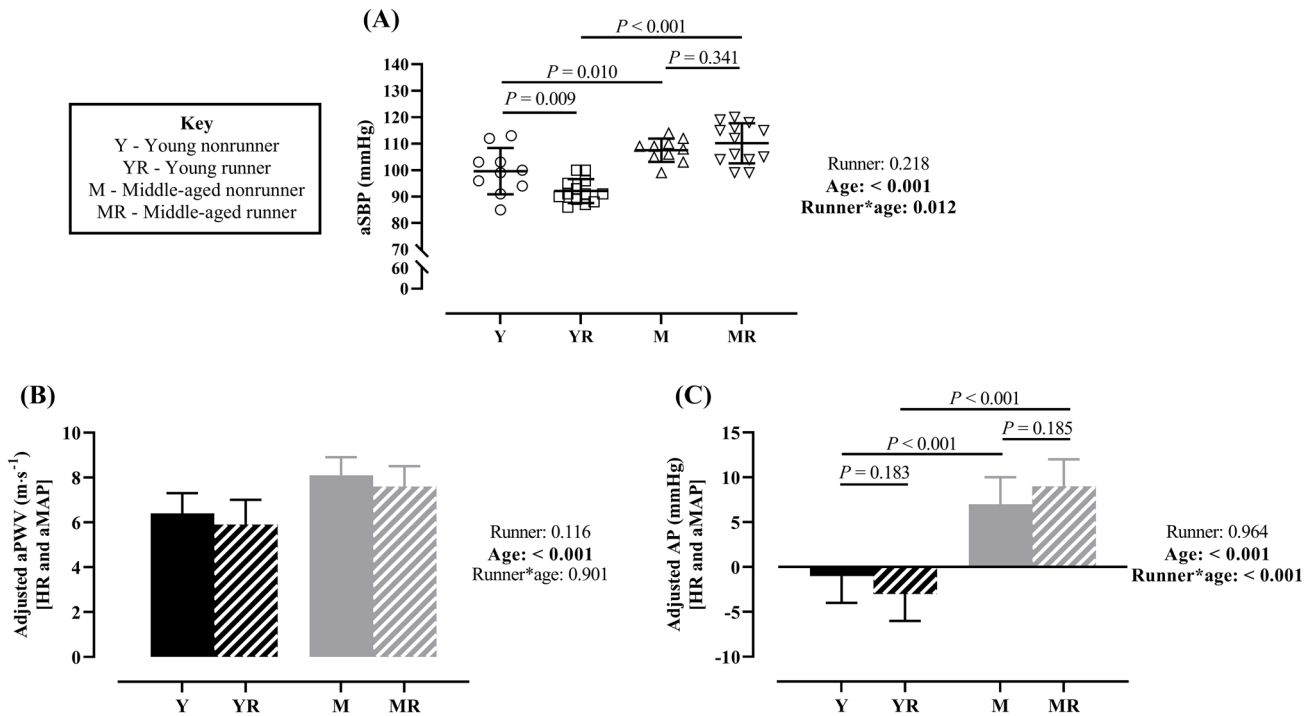 (A)
P < 0.001
P = 0.341
P = 0.010
P = 0.009
140
130
120
110
100
90
80
70
60
0
aSBP (mmHg)
Y
YR
M
MR
Runner: 0.218
Age: < 0.001
Runner*age: 0.012
Key
Y - Young nonrunner
YR - Young runner
M - Middle-aged nonrunner
MR - Middle-aged runner
(B)
10
8
6
4
2
0
Adjusted aPWV (m·s⁻¹)
[HR and aMAP]
Y
YR
M
MR
Runner: 0.116
Age: < 0.001
Runner*age: 0.901
(C)
P < 0.001
P = 0.185
P < 0.001
P = 0.183
15
10
5
0
-5
-10
Adjusted AP (mmHg)
[HR and aMAP]
Y
YR
M
MR
Runner: 0.964
Age: < 0.001
Runner*age: < 0.001